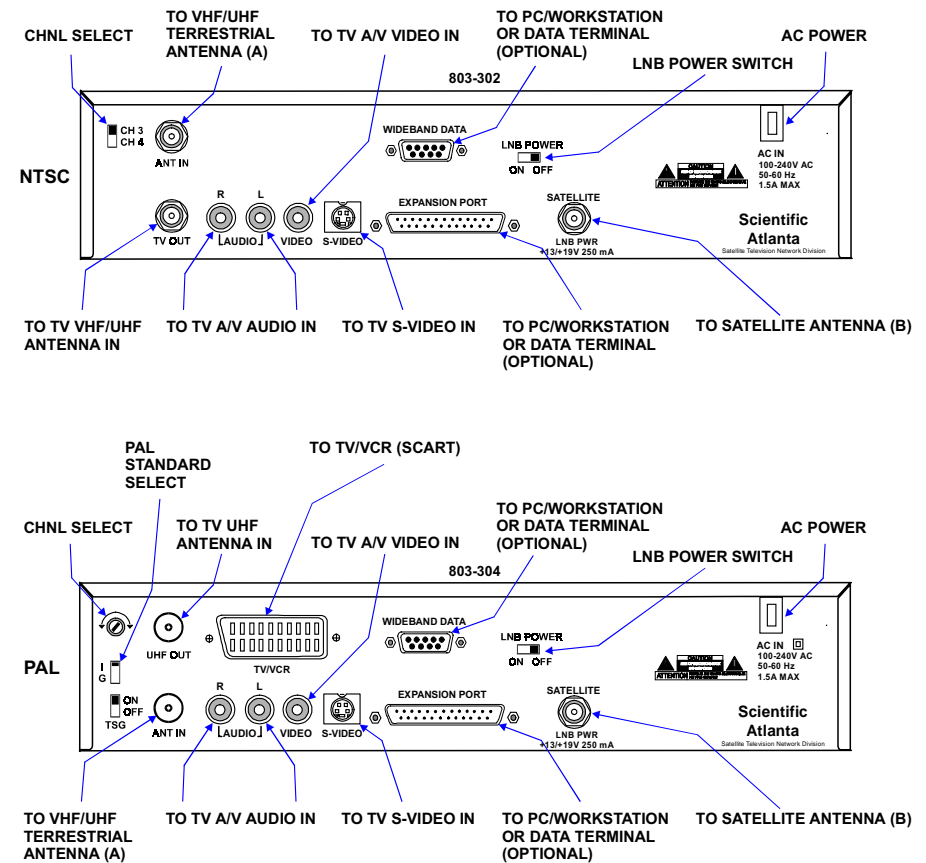 CHNL SELECT
TO VHF/UHF
TERRESTRIAL
ANTENNA (A)
TO TV A/V VIDEO IN
TO PC/WORKSTATION
OR DATA TERMINAL
(OPTIONAL)
LNB POWER SWITCH
AC POWER
803-302
NTSC
CH 3
CH 4
ANT IN
WIDEBAND DATA
LNB POWER
ON OFF
CAUTION
ATTENTION
AC IN
100-240V AC
50-60 Hz
1.5A MAX
TV OUT
R L
AUDIO
VIDEO
S-VIDEO
EXPANSION PORT
SATELLITE
LNB PWR
+13/+19V 250 mA
Scientific
Atlanta
Satellite Television Network Division
TO TV VHF/UHF
ANTENNA IN
TO TV A/V AUDIO IN
TO TV S-VIDEO IN
TO PC/WORKSTATION
OR DATA TERMINAL
(OPTIONAL)
TO SATELLITE ANTENNA (B)
PAL
STANDARD
SELECT
TO TV/VCR (SCART)
CHNL SELECT
TO TV UHF
ANTENNA IN
TO TV A/V VIDEO IN
TO PC/WORKSTATION
OR DATA TERMINAL
(OPTIONAL)
LNB POWER SWITCH
AC POWER
803-304
PAL
UHF OUT
I
G
TV/VCR
WIDEBAND DATA
LNB POWER
ON OFF
CAUTION
ATTENTION
AC IN
100-240V AC
50-60 Hz
1.5A MAX
ON
OFF
TSG
ANT IN
R L
AUDIO
VIDEO
S-VIDEO
EXPANSION PORT
SATELLITE
LNB PWR
+13/+19V 250 mA
Scientific
Atlanta
Satellite Television Network Division
TO VHF/UHF
TERRESTRIAL
ANTENNA (A)
TO TV A/V AUDIO IN
TO TV S-VIDEO IN
TO PC/WORKSTATION
OR DATA TERMINAL
(OPTIONAL)
TO SATELLITE ANTENNA (B)